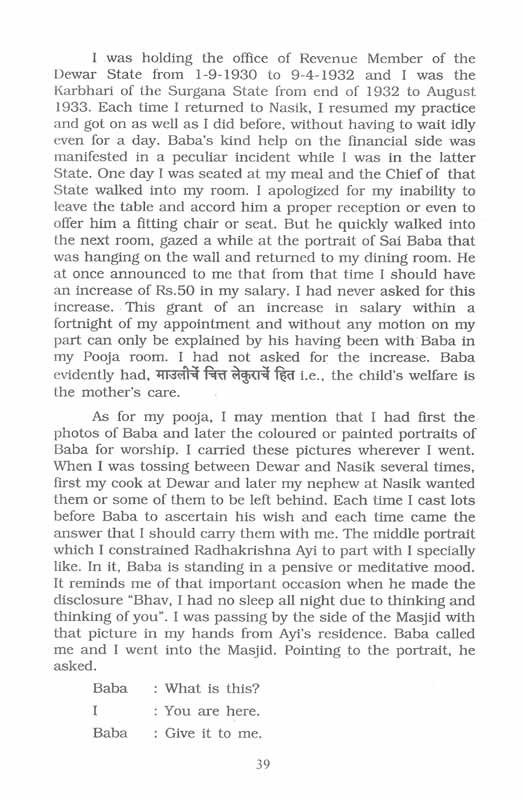 I was holding the office of Revenue Member of the
Dewar State from 1-9-1930 to 9-4-1932 and I was the
Karbhari of the Surgana State from end of 1932 to August
1933. Each time I returned to Nasik, I resumed my practice
and got on as well as I did before, without having to wait idly
even for a day. Baba's kind help on the financial side was
manifested in a peculiar incident while I was in the latter
State. One day I was seated at my meal and the Chief of that
State walked into my room. I apologized for my inability to
leave the table and accord him a proper reception or even to
offer him a fitting chair or seat. But he quickly walked into
the next room, gazed a while at the portrait of Sai Baba that
was hanging on the wall and returned to my dining room. He
at once announced to me that from that time I should have
an increase of Rs.50 in my salary. I had never asked for this
increase. This grant of an increase in salary within a
fortnight of my appointment and without any motion on my
part can only be explained by his having been with Baba in
my Pooja room. I had not asked for the increase. Baba
evidently had, माउलीचें चित्त लेकुराचें हित i.e., the child's welfare is
the mother's care.
As for my pooja, I may mention that I had first the
photos of Baba and later the coloured or painted portraits of
Baba for worship. I carried these pictures wherever I went.
When I was tossing between Dewar and Nasik several times,
first my cook at Dewar and later my nephew at Nasik wanted
them or some of them to be left behind. Each time I cast lots
before Baba to ascertain his wish and each time came the
answer that I should carry them with me. The middle portrait
which I constrained Radhakrishna Ayi to part with I specially
like. In it, Baba is standing in a pensive or meditative mood.
It reminds me of that important occasion when he made the
disclosure "Bhav, I had no sleep all night due to thinking and
thinking of you". I was passing by the side of the Masjid with
that picture in my hands from Ayi's residence. Baba called
me and I went into the Masjid. Pointing to the portrait, he
asked.
Baba : What is this?
I : You are here.
Baba : Give it to me.
39